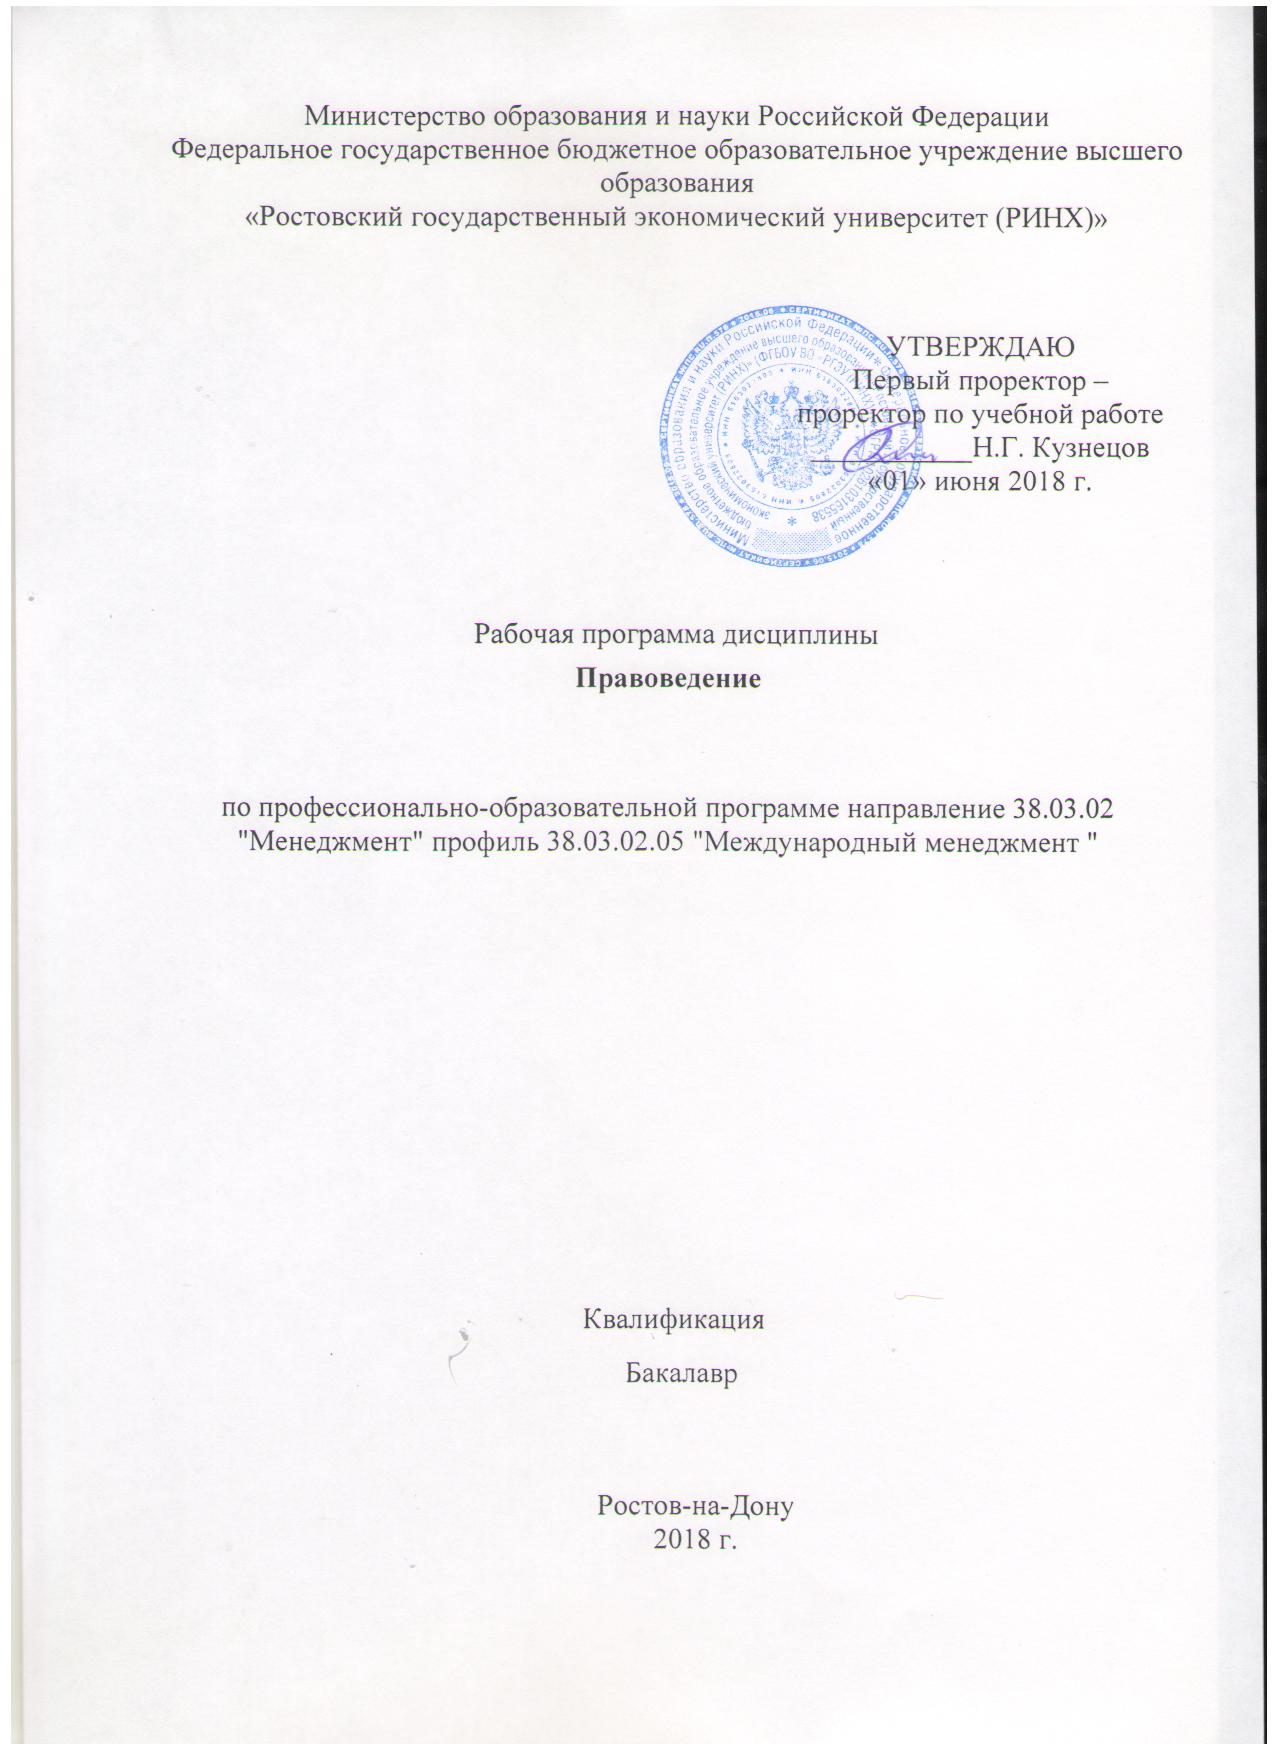 Министерство образования и науки Российской Федерации
Федеральное государственное бюджетное образовательное учреждение высшего
образования
«Ростовский государственный экономический университет (РИНХ)»
УТВЕРЖДАЮ
Первый проректор –
проректор по учебной работе
Н.Г. Кузнецов
«01» июня 2018 г.
Рабочая программа дисциплины
Правоведение
по профессионально-образовательной программе направление 38.03.02
"Менеджмент" профиль 38.03.02.05 "Международный менеджмент "
Квалификация
Бакалавр
Ростов-на-Дону
2018 г.